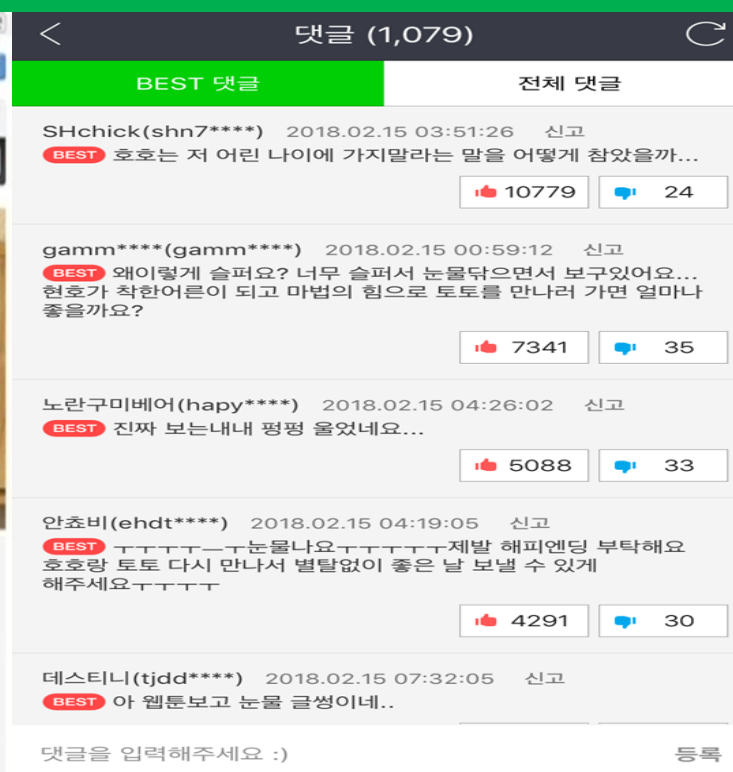 댓글 (1,079)
BEST 댓글 전체 댓글
SHchick(shn7****) 2018.02.15 03:51:26 신고
BEST 호호는 저 어린 나이에 가지말라는 말을 어떻게 참았을까...
10779 24
gamm****(gamm****) 2018.02.15 00:59:12 신고
BEST 왜이렇게 슬퍼요? 너무 슬퍼서 눈물닦으면서 보구있어요...
현호가 착한어른이 되고 마법의 힘으로 토토를 만나러 가면 얼마나
좋을까요?
7341 35
노란구미베어(hapy****) 2018.02.15 04:26:02 신고
BEST 진짜 보는내내 펑펑 울었네요...
5088 33
안쵸비(ehdt****) 2018.02.15 04:19:05 신고
BEST ㅜㅜㅜㅜㅡㅜ눈물나요ㅜㅜㅜㅜㅜ제발 해피엔딩 부탁해요
호호랑 토토 다시 만나서 별탈없이 좋은 날 보낼 수 있게
해주세요ㅜㅜㅜㅜ
4291 30
데스티니(tjdd****) 2018.02.15 07:32:05 신고
BEST 아 웹툰보고 눈물 글썽이네..
댓글을 입력해주세요 :) 등록